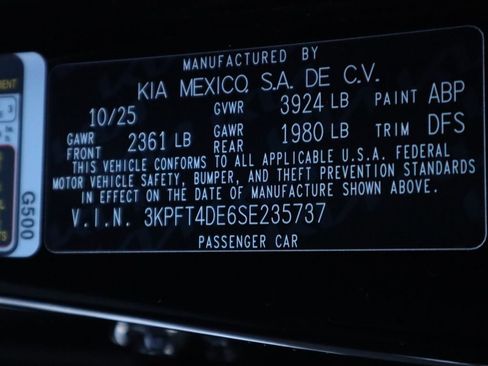 MANUFACTURED BY
KIA MEXICO, S.A. DE C.V.
10/25 GVWR 3924 LB PAINT ABP
GAWR FRONT 2361 LB GAWR REAR 1980 LB TRIM DFS
THIS VEHICLE CONFORMS TO ALL APPLICABLE U.S.A. FEDERAL
MOTOR VEHICLE SAFETY, BUMPER, AND THEFT PREVENTION STANDARDS
IN EFFECT ON THE DATE OF MANUFACTURE SHOWN ABOVE.
V.I.N. 3KPFT4DE6SE235737
PASSENGER CAR
G500